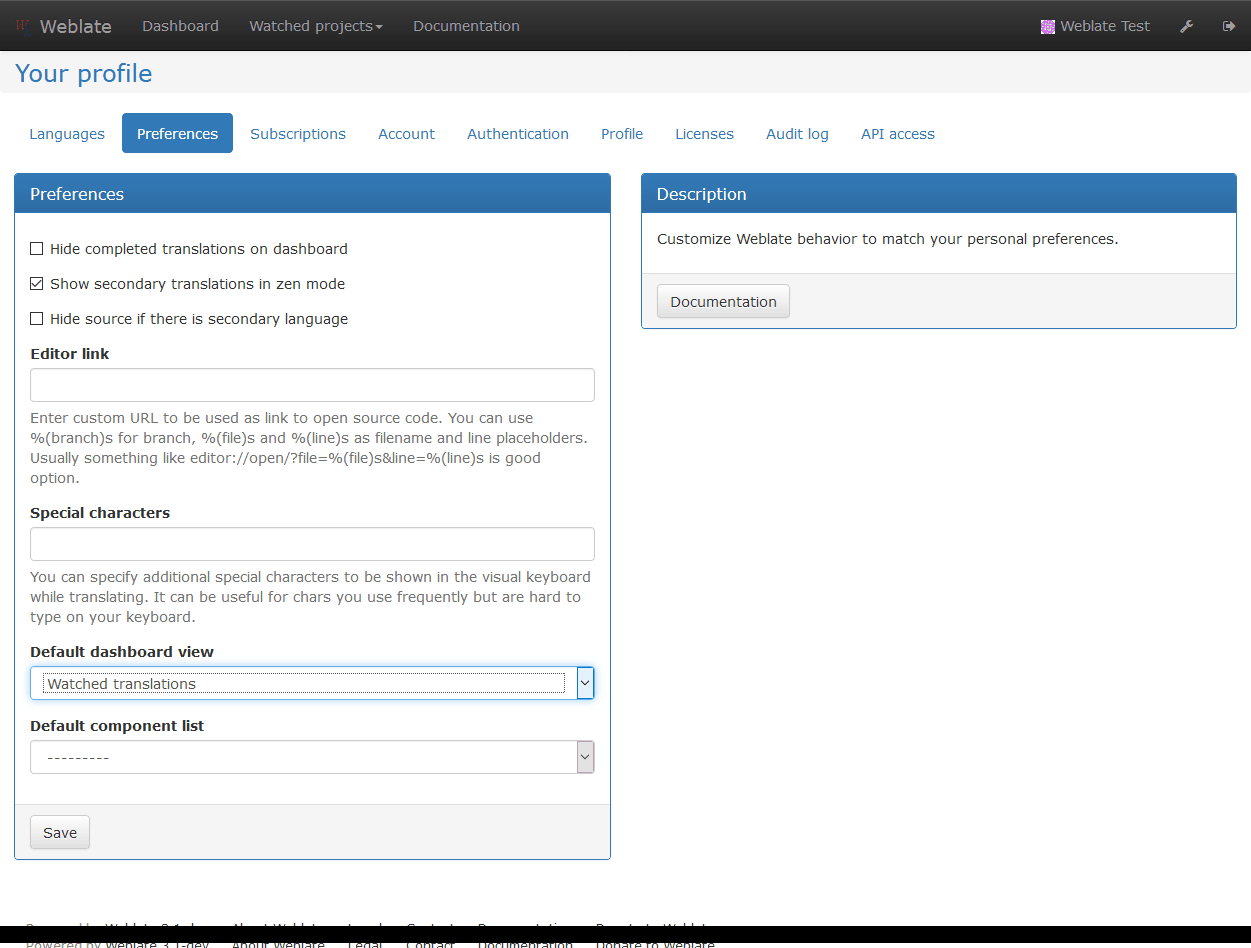 Weblate Dashboard Watched projects Documentation Weblate Test
Your profile
Languages Preferences Subscriptions Account Authentication Profile Licenses Audit log API access
Preferences
Hide completed translations on dashboard
Show secondary translations in zen mode
Hide source if there is secondary language
Editor link
Enter custom URL to be used as link to open source code. You can use
%(branch)s for branch, %(file)s and %(line)s as filename and line placeholders.
Usually something like editor://open/?file=%(file)s&line=%(line)s is good
option.
Special characters
You can specify additional special characters to be shown in the visual keyboard
while translating. It can be useful for chars you use frequently but are hard to
type on your keyboard.
Default dashboard view
Watched translations
Default component list
---------
Save
Description
Customize Weblate behavior to match your personal preferences.
Documentation
Powered by Weblate 3.1-dev About Weblate Legal Contact Documentation Donate to Weblate